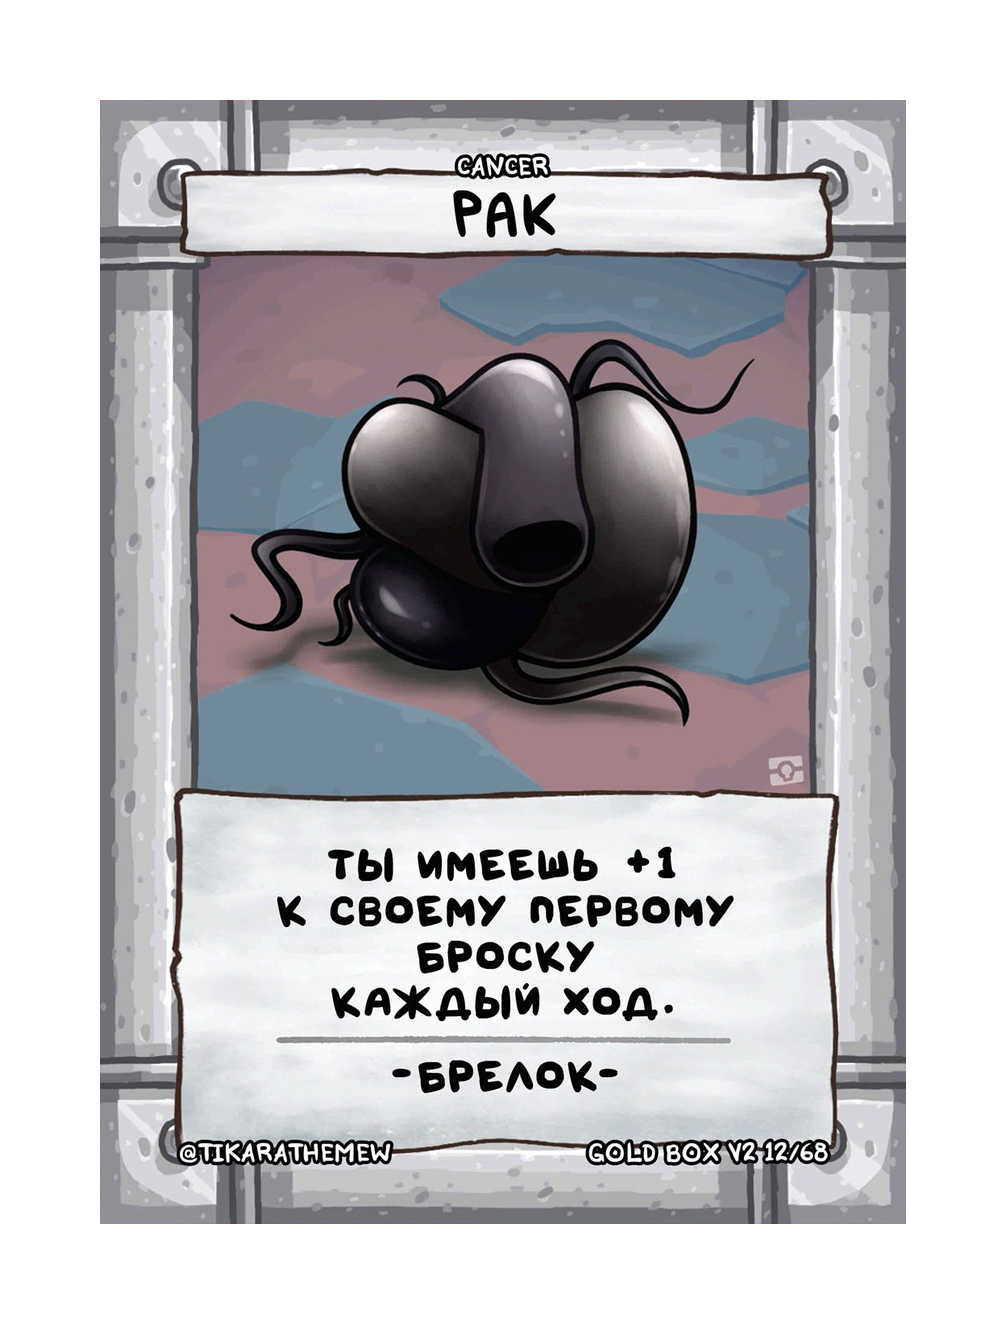 CANCER
РАК
ТЫ ИМЕЕШЬ +1
К СВОЕМУ ПЕРВОМУ
БРОСКУ
КАЖДЫЙ ХОД.
-БРЕЛОК-
@TIKARATHEMEW
GOLD BOX V2 12/68